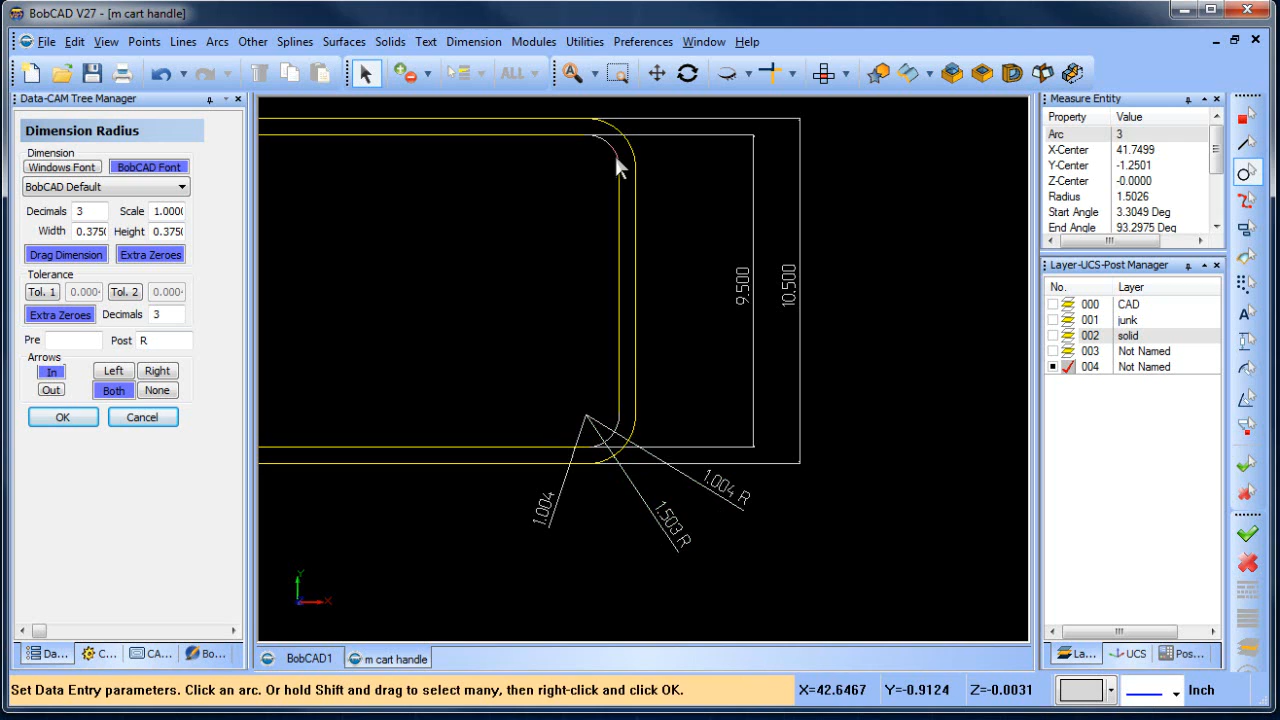 BobCAD V27 - [m cart handle]
File Edit View Points Lines Arcs Other Splines Surfaces Solids Text Dimension Modules Utilities Preferences Window Help
ALL
Data-CAM Tree Manager
Dimension Radius
Dimension
Windows Font BobCAD Font
BobCAD Default
Decimals 3 Scale 1.000
Width 0.375 Height 0.375
Drag Dimension Extra Zeroes
Tolerance
Tol. 1 0.00 Tol. 2 0.00
Extra Zeroes Decimals 3
Pre Post R
Arrows
In Left Right
Out Both None
OK Cancel
Da... C... CA... Bo...
9.500
10.500
1.004
1.503 R
1.004 R
Y
X
BobCAD1 m cart handle
Measure Entity
Property Value
Arc 3
X-Center 41.7499
Y-Center -1.2501
Z-Center -0.0000
Radius 1.5026
Start Angle 3.3049 Deg
End Angle 93.2975 Deg
Layer-UCS-Post Manager
No. Layer
000 CAD
001 junk
002 solid
003 Not Named
004 Not Named
La... UCS Pos...
Set Data Entry parameters. Click an arc. Or hold Shift and drag to select many, then right-click and click OK.
X=42.6467 Y=-0.9124 Z=-0.0031 Inch